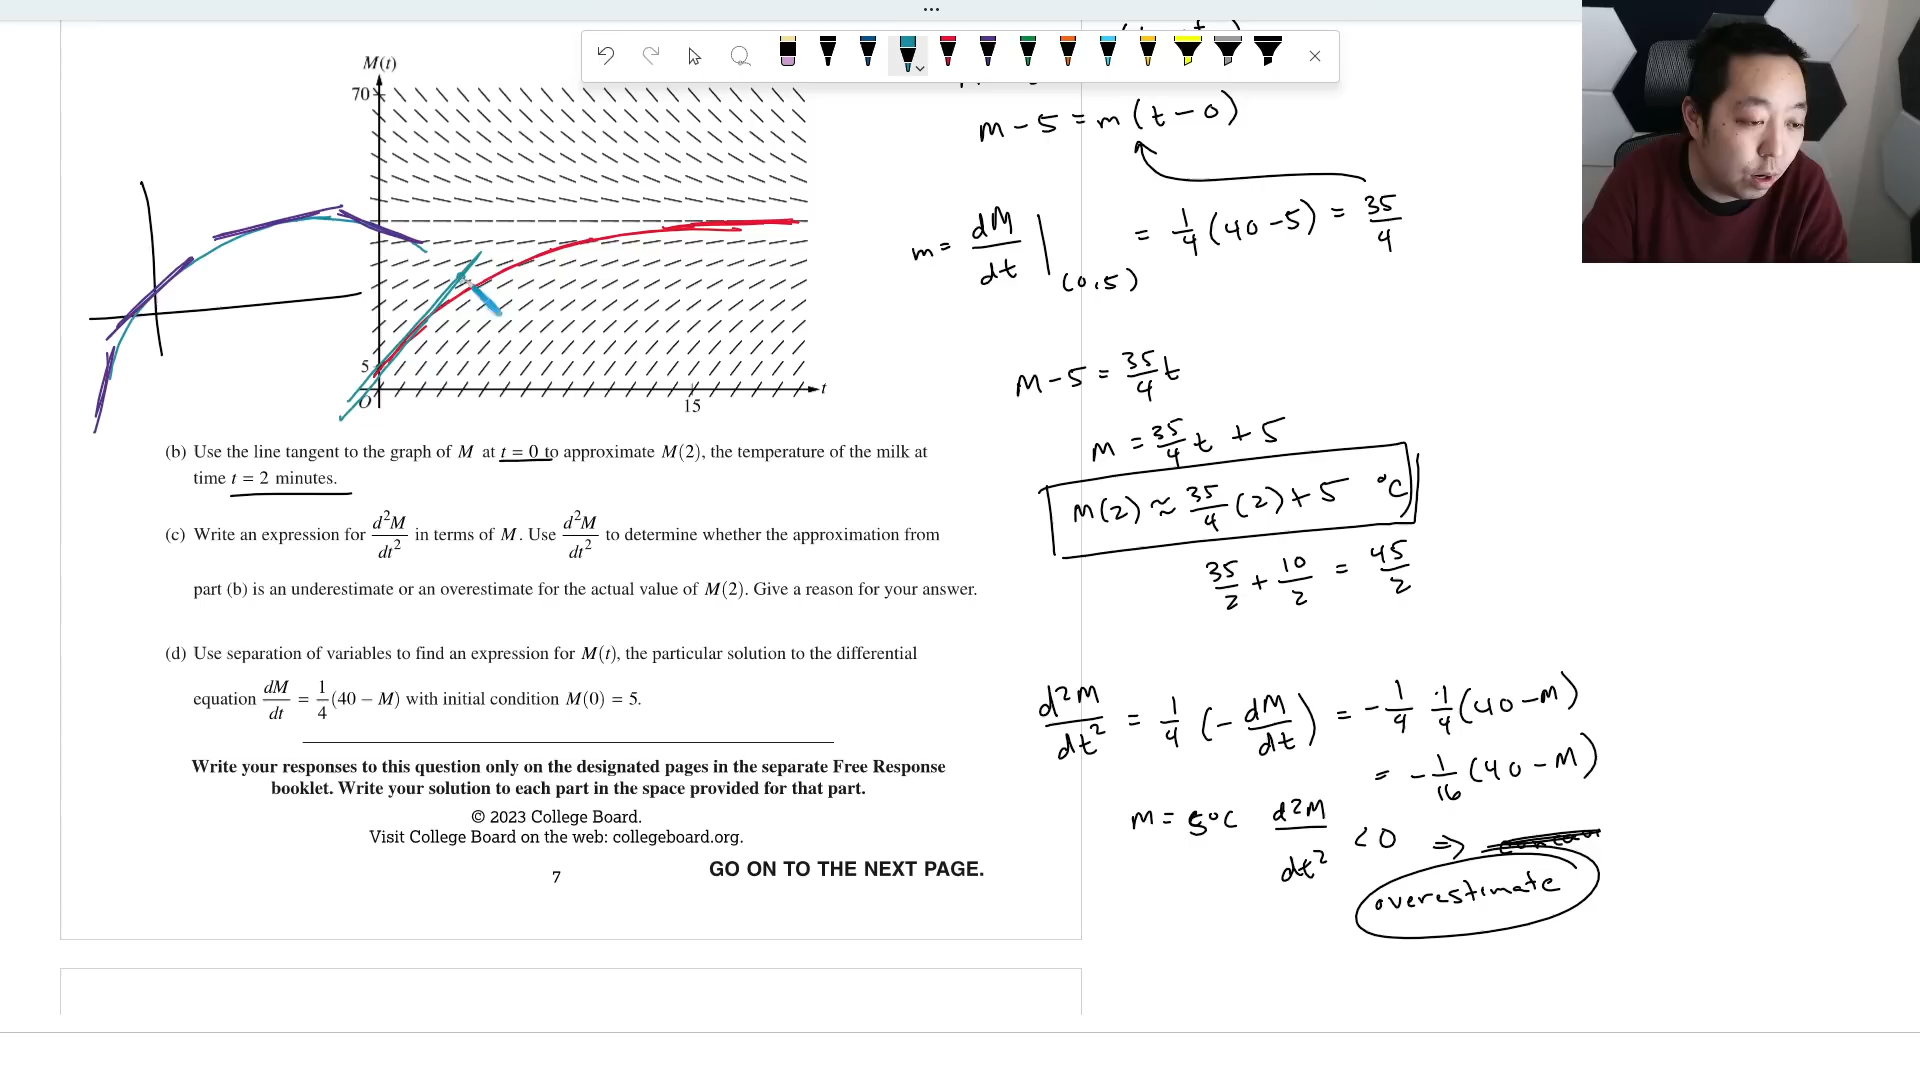 M(t)
70
5
O
15
t
(b) Use the line tangent to the graph of M at t = 0 to approximate M(2), the temperature of the milk at
time t = 2 minutes.
(c) Write an expression for d²M/dt² in terms of M. Use d²M/dt² to determine whether the approximation from
part (b) is an underestimate or an overestimate for the actual value of M(2). Give a reason for your answer.
(d) Use separation of variables to find an expression for M(t), the particular solution to the differential
equation dM/dt = 1/4(40 − M) with initial condition M(0) = 5.
Write your responses to this question only on the designated pages in the separate Free Response
booklet. Write your solution to each part in the space provided for that part.
© 2023 College Board.
Visit College Board on the web: collegeboard.org.
GO ON TO THE NEXT PAGE.
7
m − 5 = m(t − 0)
m = dM/dt |(0,5) = 1/4(40 − 5) = 35/4
M − 5 = 35/4 t
M = 35/4 t + 5
M(2) ≈ 35/4(2) + 5 °C
35/2 + 10/2 = 45/2
d²M/dt² = 1/4(−dM/dt) = −1/4 · 1/4(40 − M)
= −1/16(40 − M)
M = 5°C d²M/dt² < 0 ⇒
overestimate